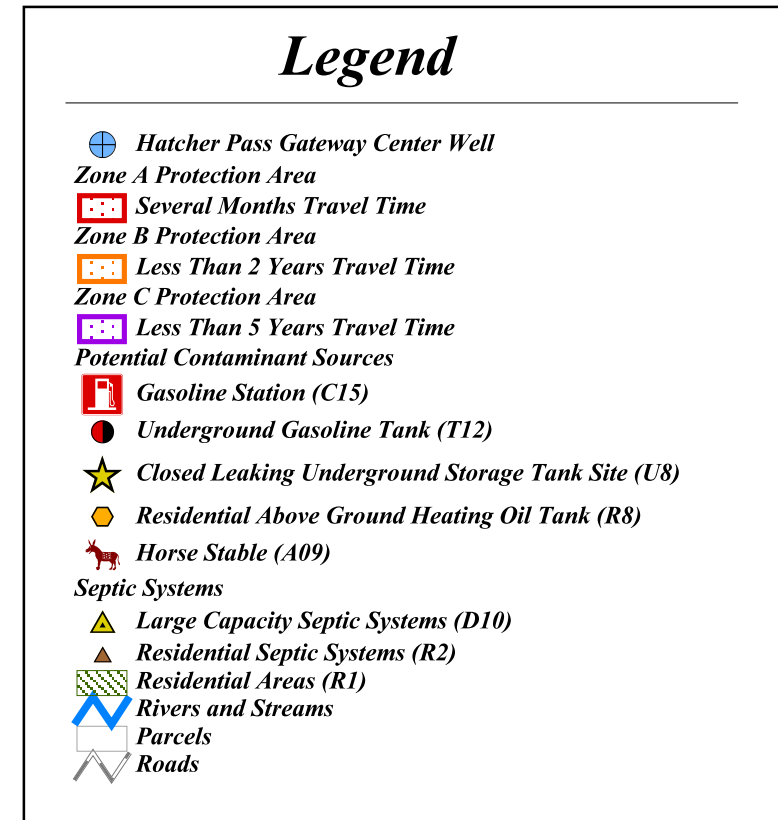 Legend
Hatcher Pass Gateway Center Well
Zone A Protection Area
Several Months Travel Time
Zone B Protection Area
Less Than 2 Years Travel Time
Zone C Protection Area
Less Than 5 Years Travel Time
Potential Contaminant Sources
Gasoline Station (C15)
Underground Gasoline Tank (T12)
Closed Leaking Underground Storage Tank Site (U8)
Residential Above Ground Heating Oil Tank (R8)
Horse Stable (A09)
Septic Systems
Large Capacity Septic Systems (D10)
Residential Septic Systems (R2)
Residential Areas (R1)
Rivers and Streams
Parcels
Roads